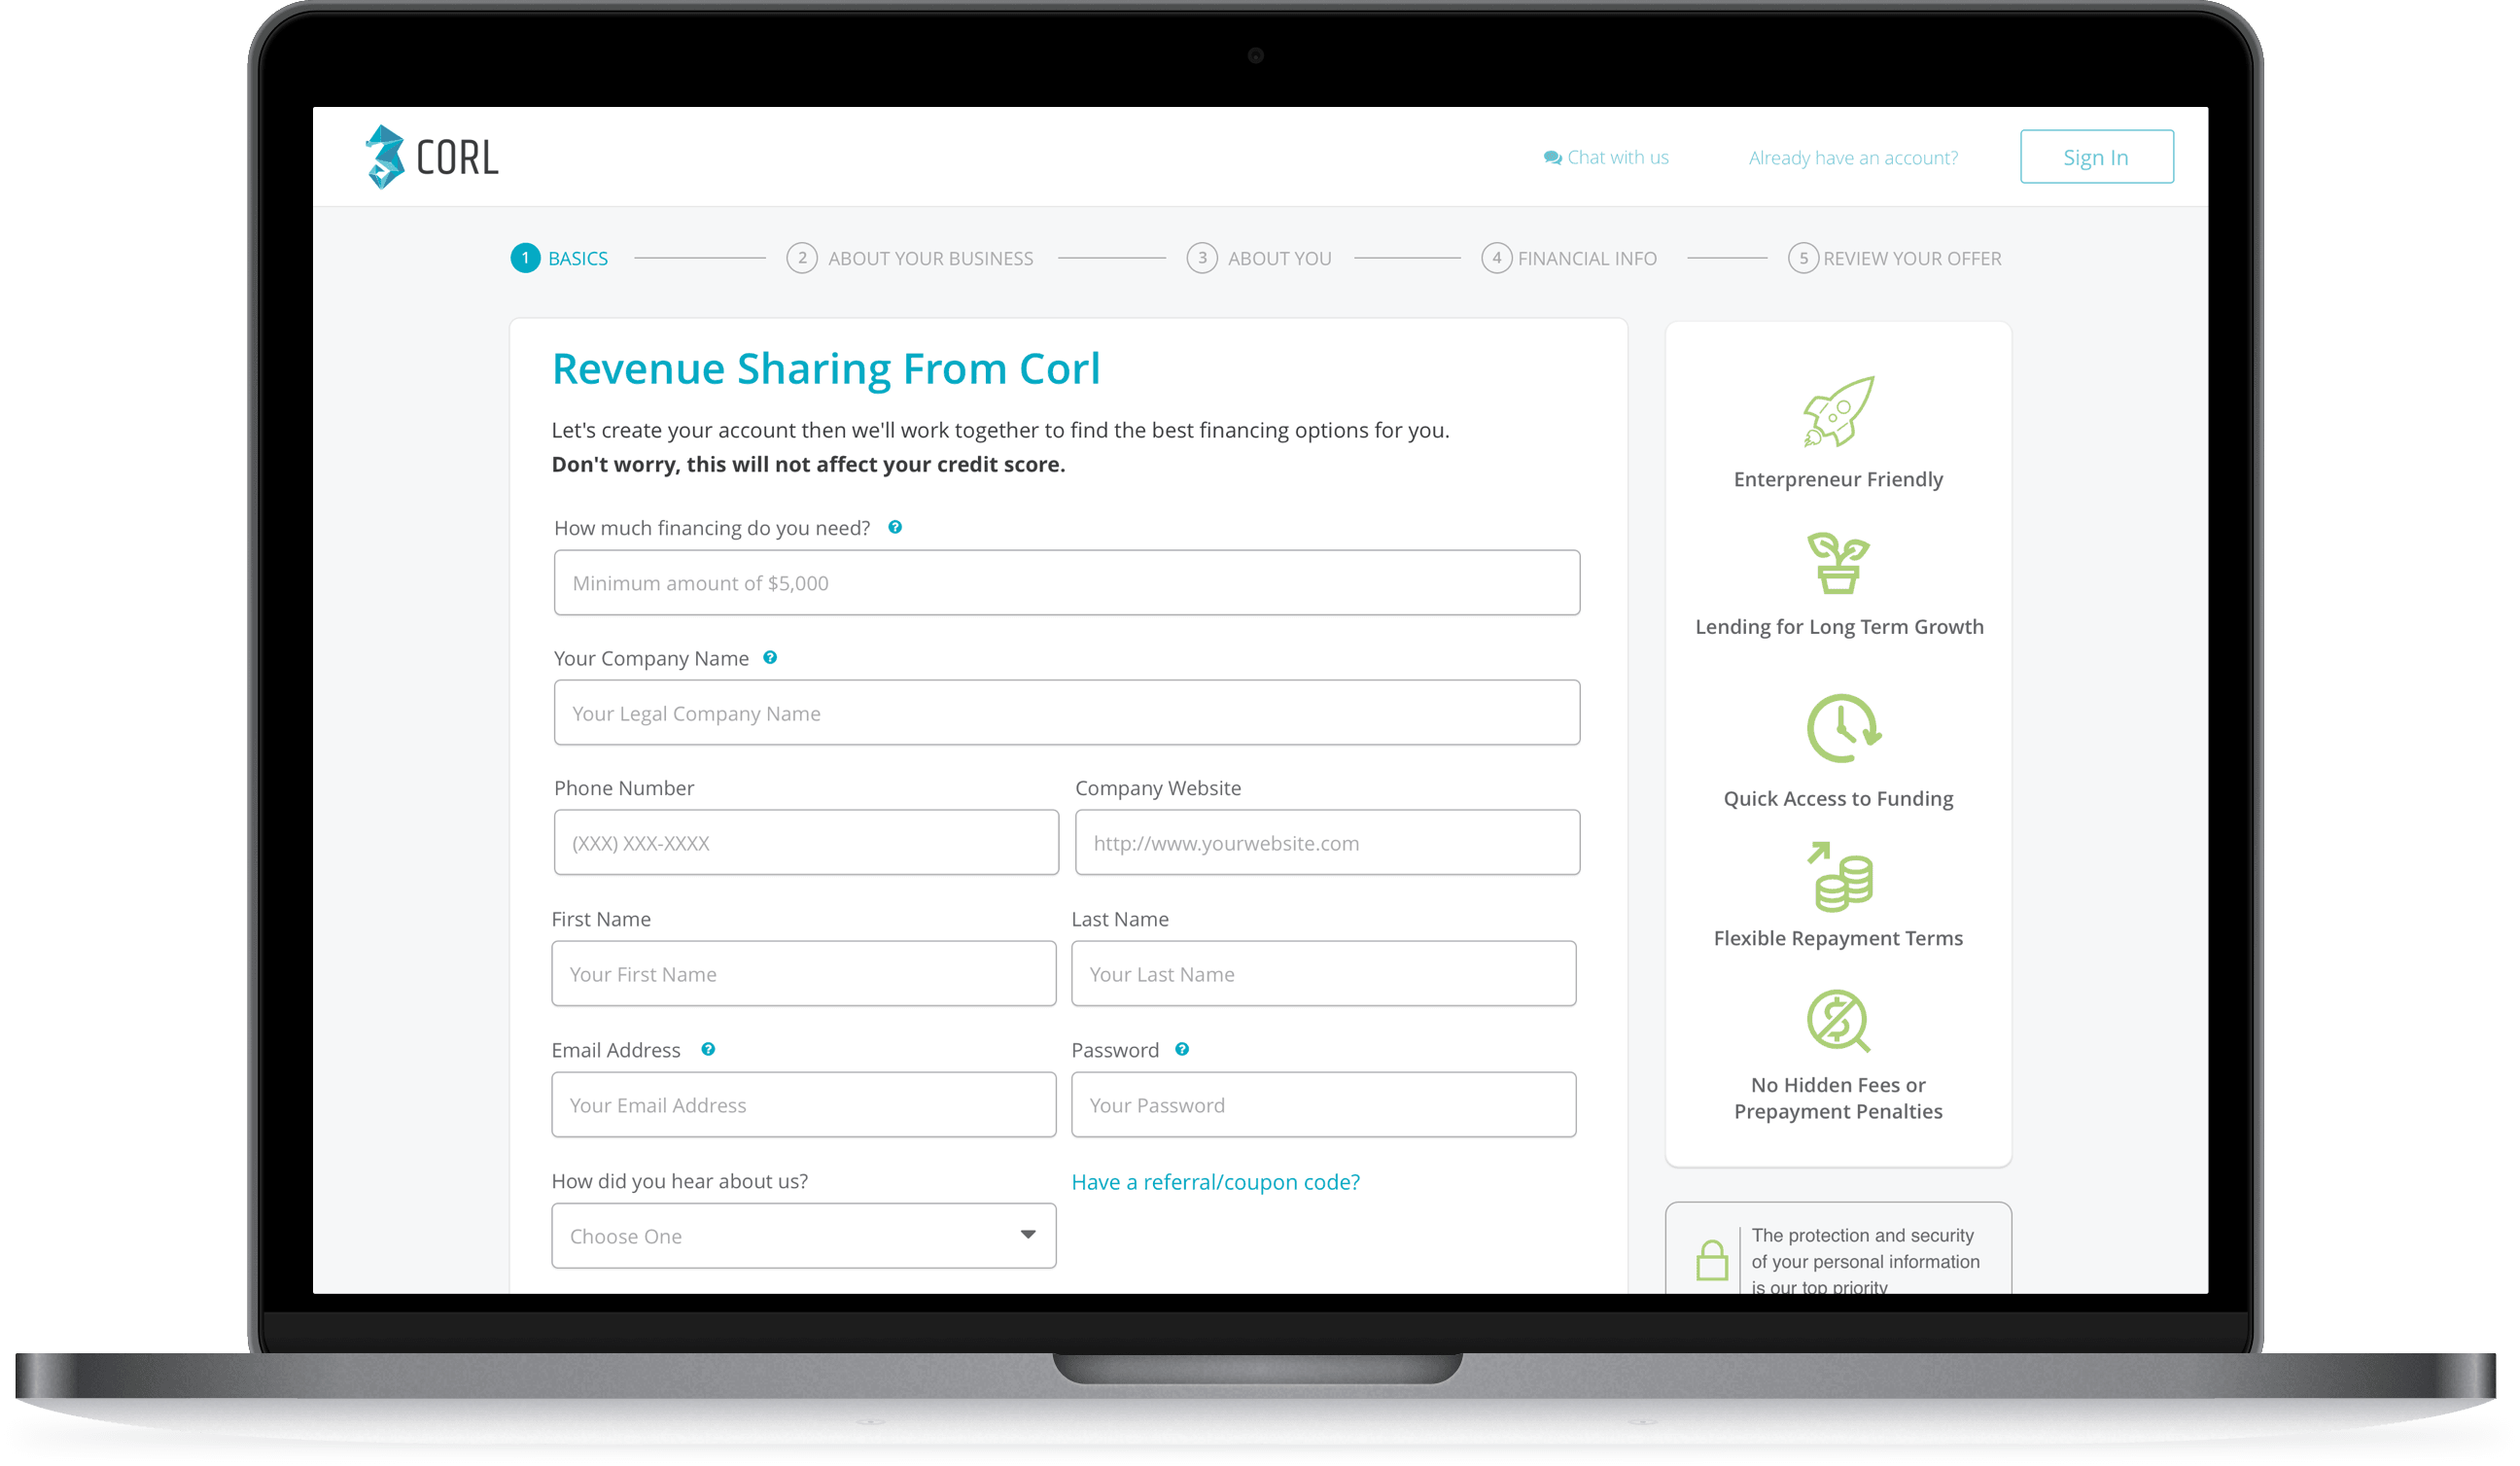 CORL
Chat with us
Already have an account?
Sign In
1 BASICS
2 ABOUT YOUR BUSINESS
3 ABOUT YOU
4 FINANCIAL INFO
5 REVIEW YOUR OFFER
Revenue Sharing From Corl
Let's create your account then we'll work together to find the best financing options for you.
Don't worry, this will not affect your credit score.
How much financing do you need? ?
Minimum amount of $5,000
Your Company Name ?
Your Legal Company Name
Phone Number
(XXX) XXX-XXXX
Company Website
http://www.yourwebsite.com
First Name
Your First Name
Last Name
Your Last Name
Email Address ?
Your Email Address
Password ?
Your Password
How did you hear about us?
Choose One
Have a referral/coupon code?
Enterpreneur Friendly
Lending for Long Term Growth
Quick Access to Funding
Flexible Repayment Terms
No Hidden Fees or
Prepayment Penalties
The protection and security
of your personal information
is our top priority